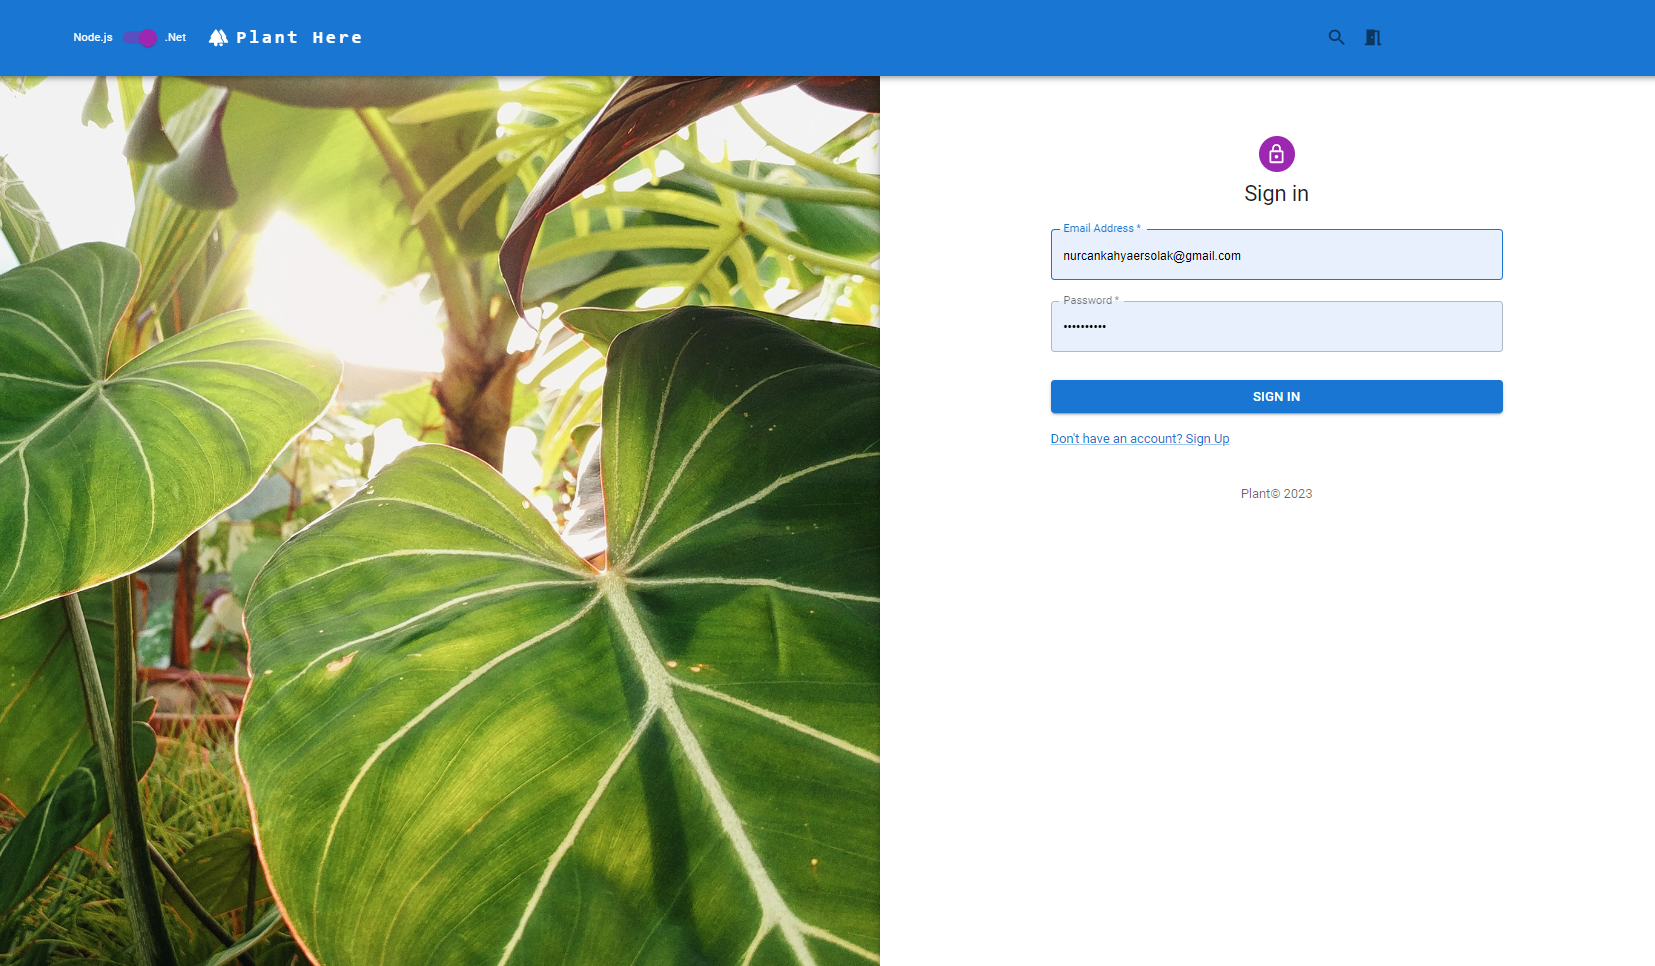 Node.js .Net Plant Here
Sign in
Email Address *
nurcankahyaersolak@gmail.com
Password *
••••••••••
SIGN IN
Don't have an account? Sign Up
Plant© 2023